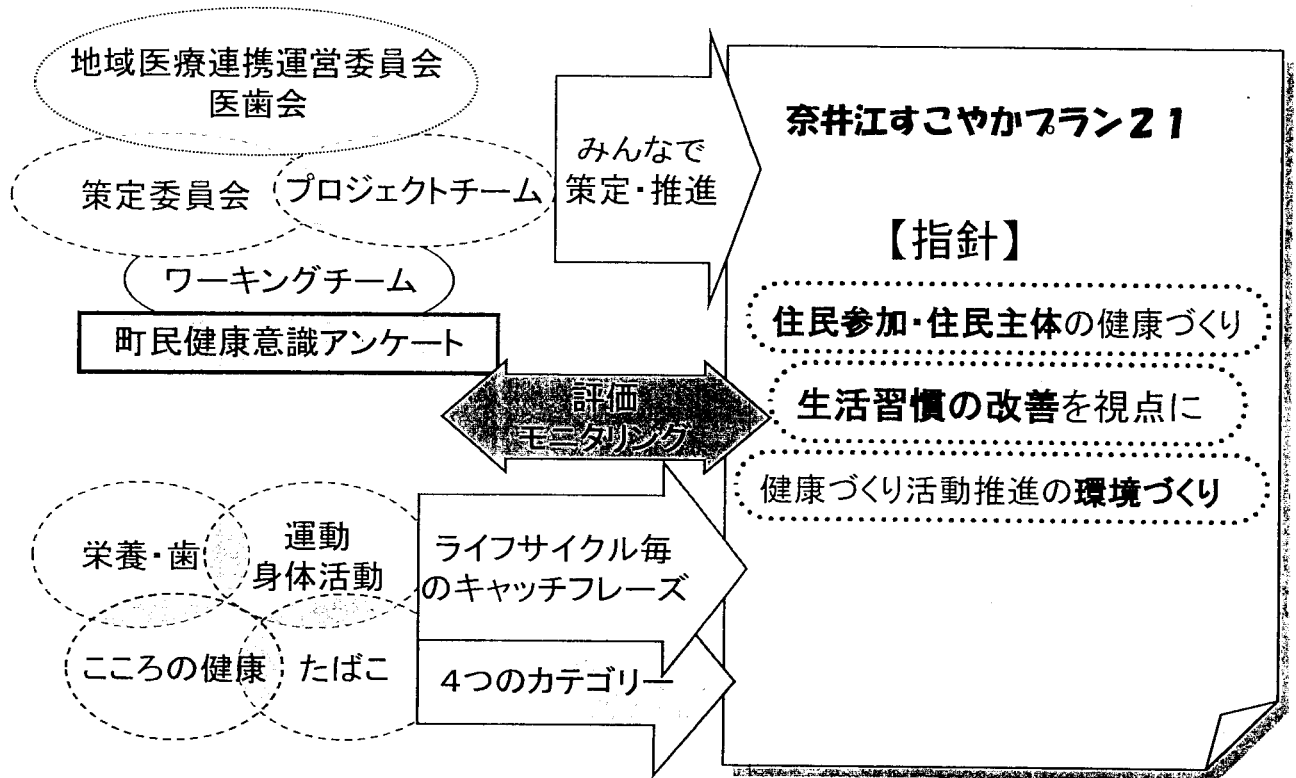 地域医療連携運営委員会
医歯会
策定委員会
プロジェクトチーム
ワーキングチーム
町民健康意識アンケート
みんなで
策定・推進
評価
モニタリング
栄養・歯
運動
身体活動
こころの健康
たばこ
ライフサイクル毎
のキャッチフレーズ
4つのカテゴリー
奈井江すこやかプラン21
【指針】
住民参加・住民主体の健康づくり
生活習慣の改善を視点に
健康づくり活動推進の環境づくり